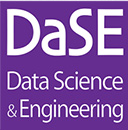 DaSE
Data Science
& Engineering